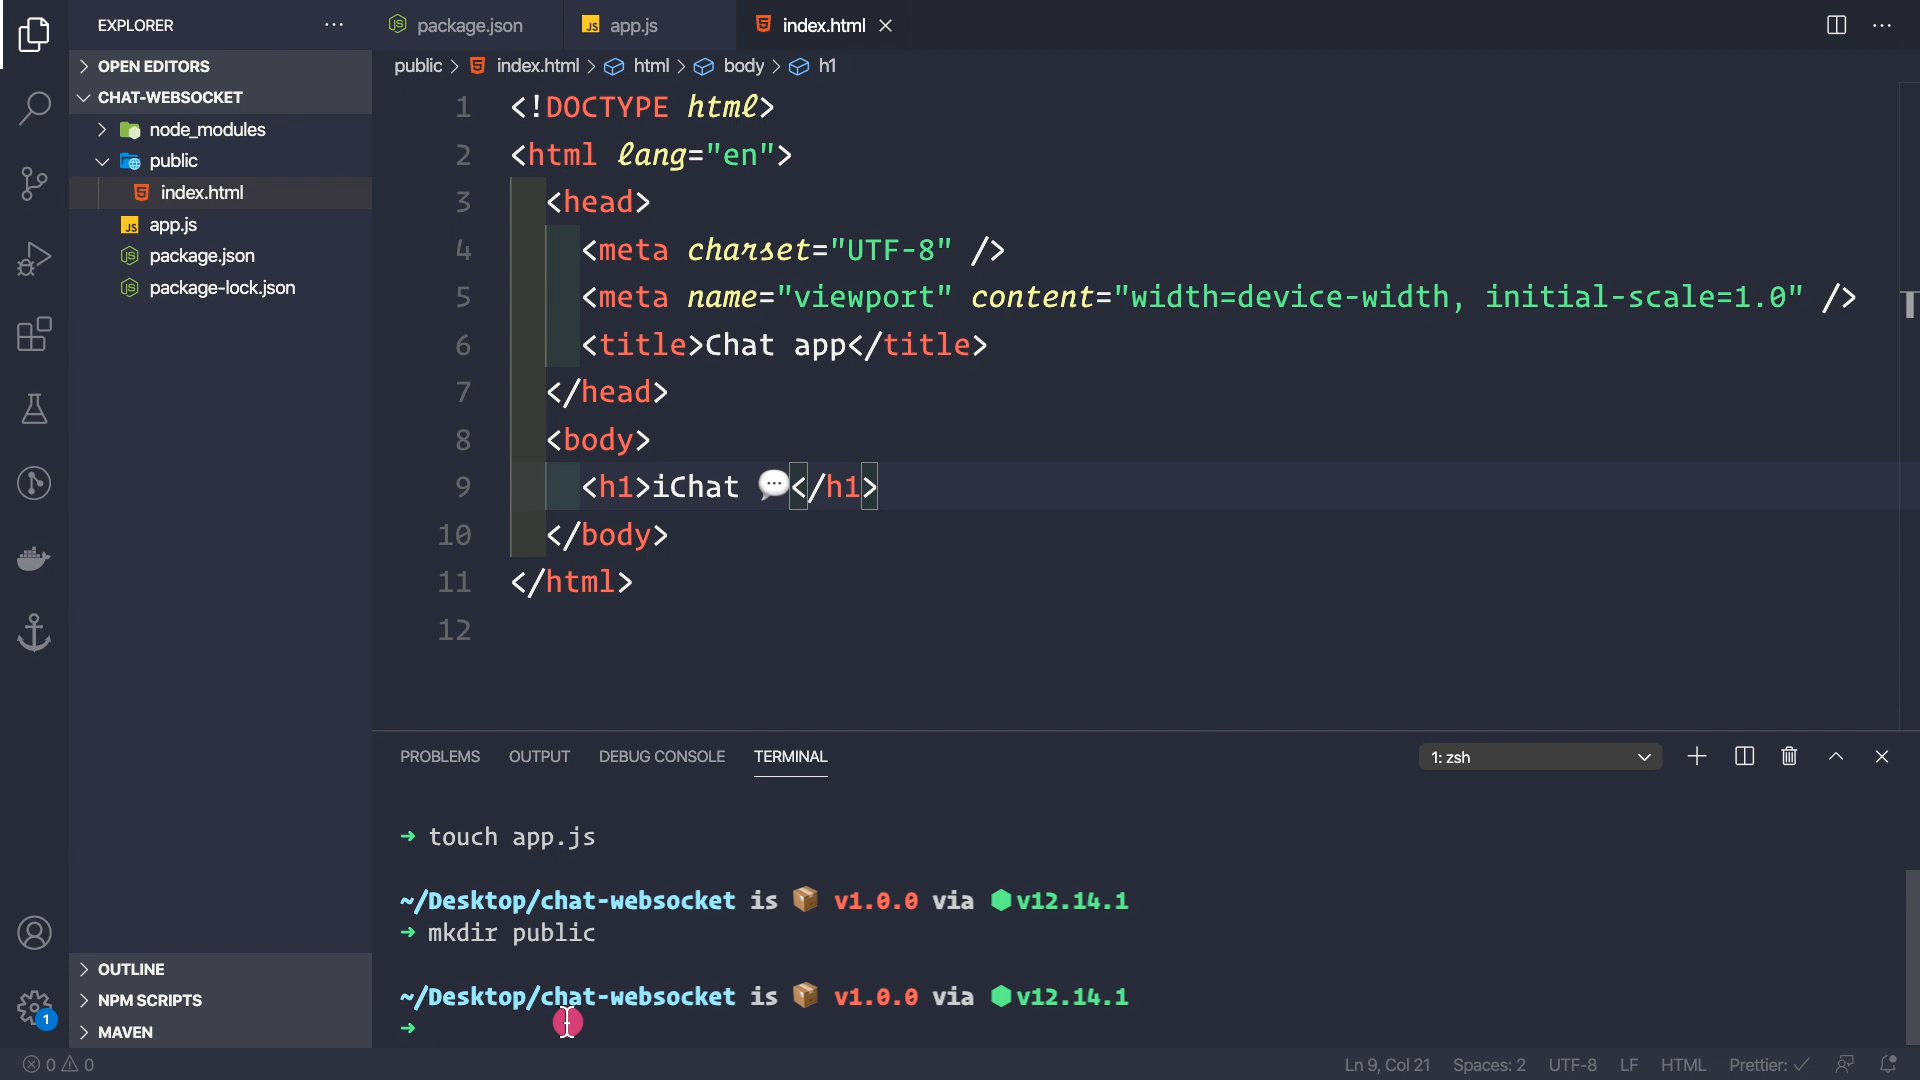 EXPLORER
package.json
app.js
index.html
OPEN EDITORS
CHAT-WEBSOCKET
node_modules
public
index.html
app.js
package.json
package-lock.json
OUTLINE
NPM SCRIPTS
MAVEN
public > index.html > html > body > h1
1 <!DOCTYPE html>
2 <html lang="en">
3 <head>
4 <meta charset="UTF-8" />
5 <meta name="viewport" content="width=device-width, initial-scale=1.0" />
6 <title>Chat app</title>
7 </head>
8 <body>
9 <h1>iChat 💬</h1>
10 </body>
11 </html>
12
PROBLEMS OUTPUT DEBUG CONSOLE TERMINAL
1: zsh
➜ touch app.js
~/Desktop/chat-websocket is 📦 v1.0.0 via ⬢v12.14.1
➜ mkdir public
~/Desktop/chat-websocket is 📦 v1.0.0 via ⬢v12.14.1
➜
1
0 0
Ln 9, Col 21 Spaces: 2 UTF-8 LF HTML Prettier: ✓